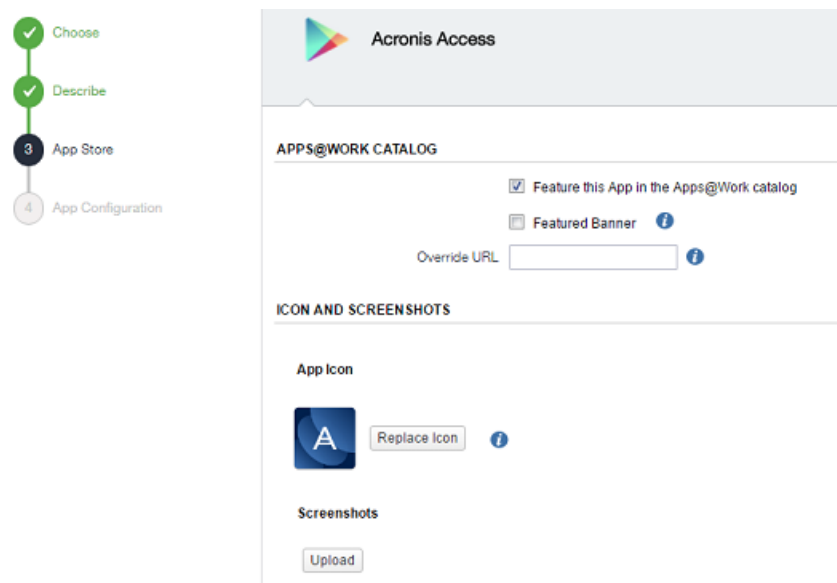 Choose
Describe
3 App Store
4 App Configuration
Acronis Access
APPS@WORK CATALOG
Feature this App in the Apps@Work catalog
Featured Banner i
Override URL i
ICON AND SCREENSHOTS
App Icon
A Replace Icon i
Screenshots
Upload